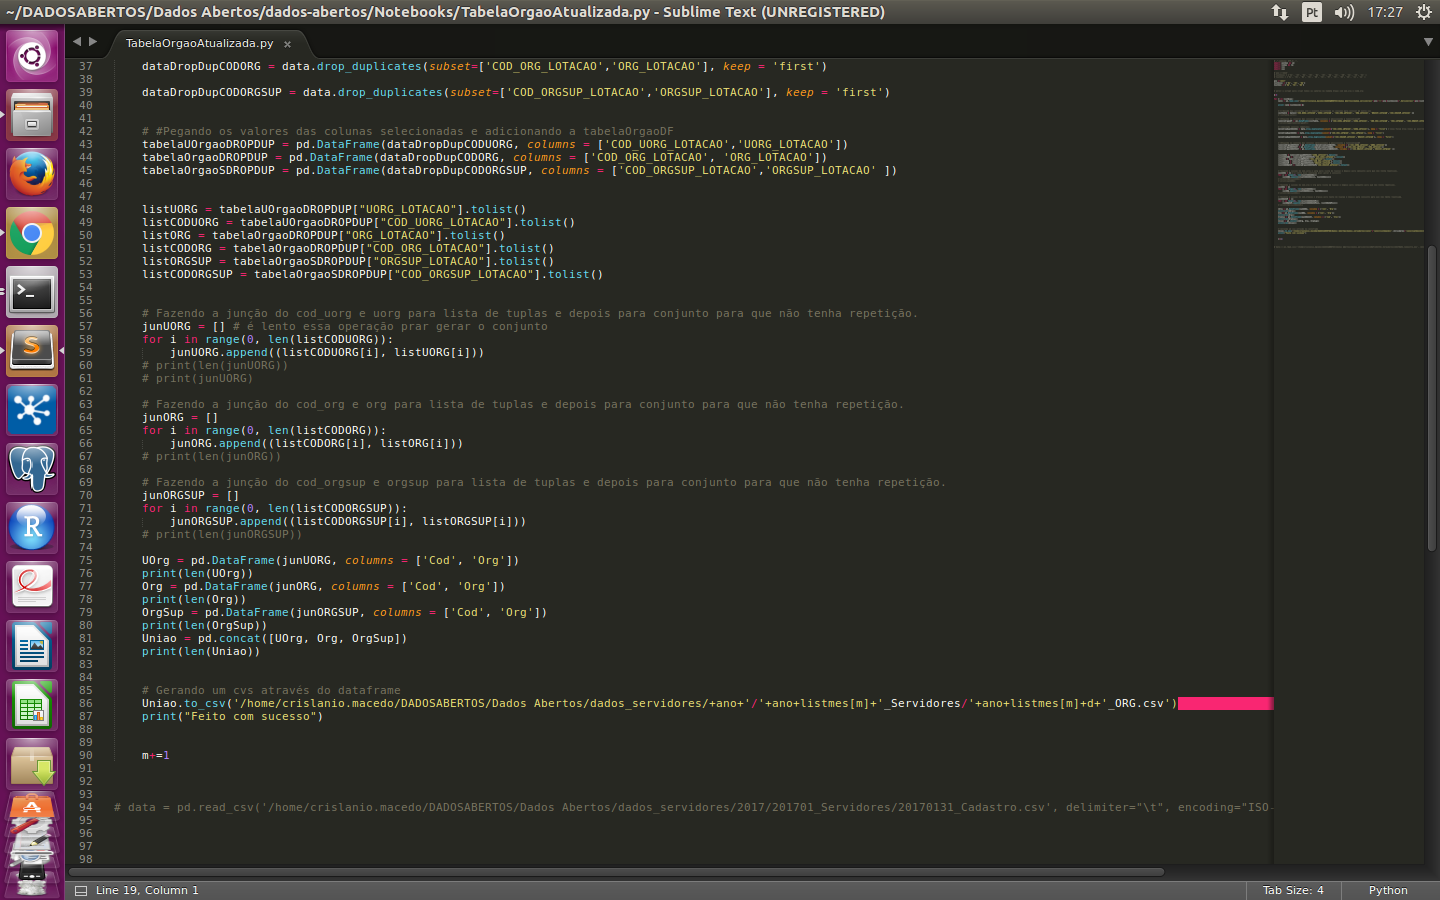 ~/DADOSABERTOS/Dados Abertos/dados-abertos/Notebooks/TabelaOrgaoAtualizada.py - Sublime Text (UNREGISTERED)
Pt
17:27
TabelaOrgaoAtualizada.py ×
37 dataDropDupCODORG = data.drop_duplicates(subset=['COD_ORG_LOTACAO','ORG_LOTACAO'], keep = 'first')
38
39 dataDropDupCODORGSUP = data.drop_duplicates(subset=['COD_ORGSUP_LOTACAO','ORGSUP_LOTACAO'], keep = 'first')
40
41
42 # #Pegando os valores das colunas selecionadas e adicionando a tabelaOrgaoDF
43 tabelaUOrgaoDROPDUP = pd.DataFrame(dataDropDupCODUORG, columns = ['COD_UORG_LOTACAO','UORG_LOTACAO'])
44 tabelaOrgaoDROPDUP = pd.DataFrame(dataDropDupCODORG, columns = ['COD_ORG_LOTACAO', 'ORG_LOTACAO'])
45 tabelaOrgaoSDROPDUP = pd.DataFrame(dataDropDupCODORGSUP, columns = ['COD_ORGSUP_LOTACAO','ORGSUP_LOTACAO' ])
46
47
48 listUORG = tabelaUOrgaoDROPDUP["UORG_LOTACAO"].tolist()
49 listCODUORG = tabelaUOrgaoDROPDUP["COD_UORG_LOTACAO"].tolist()
50 listORG = tabelaOrgaoDROPDUP["ORG_LOTACAO"].tolist()
51 listCODORG = tabelaOrgaoDROPDUP["COD_ORG_LOTACAO"].tolist()
52 listORGSUP = tabelaOrgaoSDROPDUP["ORGSUP_LOTACAO"].tolist()
53 listCODORGSUP = tabelaOrgaoSDROPDUP["COD_ORGSUP_LOTACAO"].tolist()
54
55
56 # Fazendo a junção do cod_uorg e uorg para lista de tuplas e depois para conjunto para que não tenha repetição.
57 junUORG = [] # é lento essa operação prar gerar o conjunto
58 for i in range(0, len(listCODUORG)):
59 junUORG.append((listCODUORG[i], listUORG[i]))
60 # print(len(junUORG))
61 # print(junUORG)
62
63 # Fazendo a junção do cod_org e org para lista de tuplas e depois para conjunto para que não tenha repetição.
64 junORG = []
65 for i in range(0, len(listCODORG)):
66 junORG.append((listCODORG[i], listORG[i]))
67 # print(len(junORG))
68
69 # Fazendo a junção do cod_orgsup e orgsup para lista de tuplas e depois para conjunto para que não tenha repetição.
70 junORGSUP = []
71 for i in range(0, len(listCODORGSUP)):
72 junORGSUP.append((listCODORGSUP[i], listORGSUP[i]))
73 # print(len(junORGSUP))
74
75 UOrg = pd.DataFrame(junUORG, columns = ['Cod', 'Org'])
76 print(len(UOrg))
77 Org = pd.DataFrame(junORG, columns = ['Cod', 'Org'])
78 print(len(Org))
79 OrgSup = pd.DataFrame(junORGSUP, columns = ['Cod', 'Org'])
80 print(len(OrgSup))
81 Uniao = pd.concat([UOrg, Org, OrgSup])
82 print(len(Uniao))
83
84
85 # Gerando um cvs através do dataframe
86 Uniao.to_csv('/home/crislanio.macedo/DADOSABERTOS/Dados Abertos/dados_servidores/+ano+'/'+ano+listmes[m]+'_Servidores/'+ano+listmes[m]+d+'_ORG.csv')
87 print("Feito com sucesso")
88
89
90 m+=1
91
92
93
94 # data = pd.read_csv('/home/crislanio.macedo/DADOSABERTOS/Dados Abertos/dados_servidores/2017/201701_Servidores/20170131_Cadastro.csv', delimiter="\t", encoding="ISO-
95
96
97
98
Line 19, Column 1
Tab Size: 4
Python